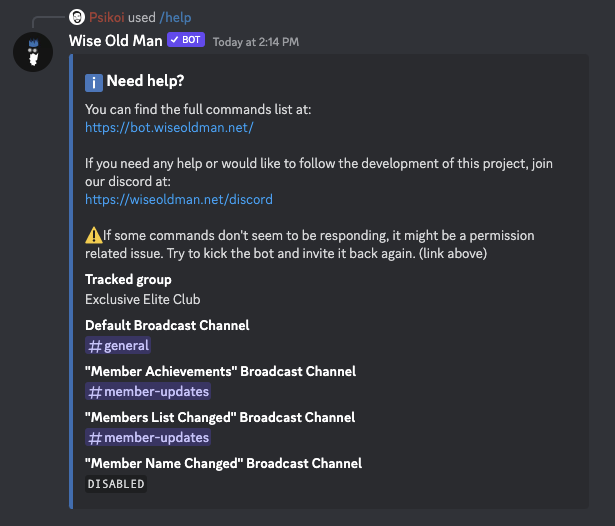 Psikoi used /help
Wise Old Man ✓ BOT Today at 2:14 PM
i Need help?
You can find the full commands list at:
https://bot.wiseoldman.net/
If you need any help or would like to follow the development of this project, join
our discord at:
https://wiseoldman.net/discord
⚠️If some commands don't seem to be responding, it might be a permission
related issue. Try to kick the bot and invite it back again. (link above)
Tracked group
Exclusive Elite Club
Default Broadcast Channel
#general
"Member Achievements" Broadcast Channel
#member-updates
"Members List Changed" Broadcast Channel
#member-updates
"Member Name Changed" Broadcast Channel
DISABLED